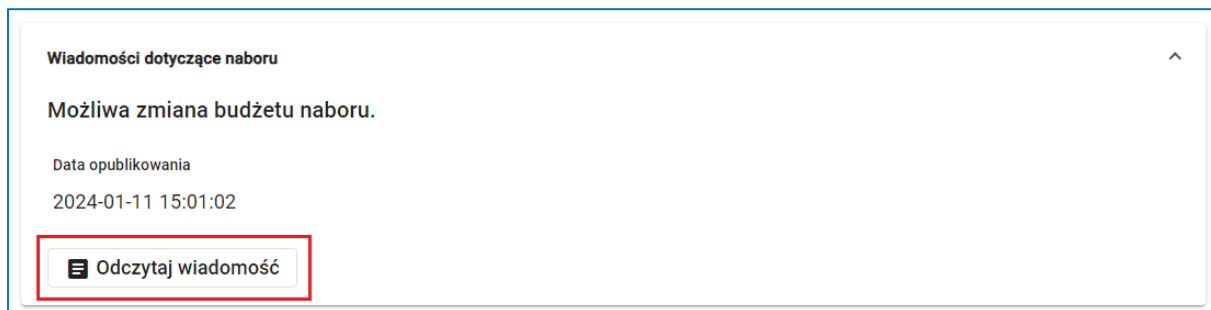 Wiadomości dotyczące naboru
Możliwa zmiana budżetu naboru.
Data opublikowania
2024-01-11 15:01:02
Odczytaj wiadomość